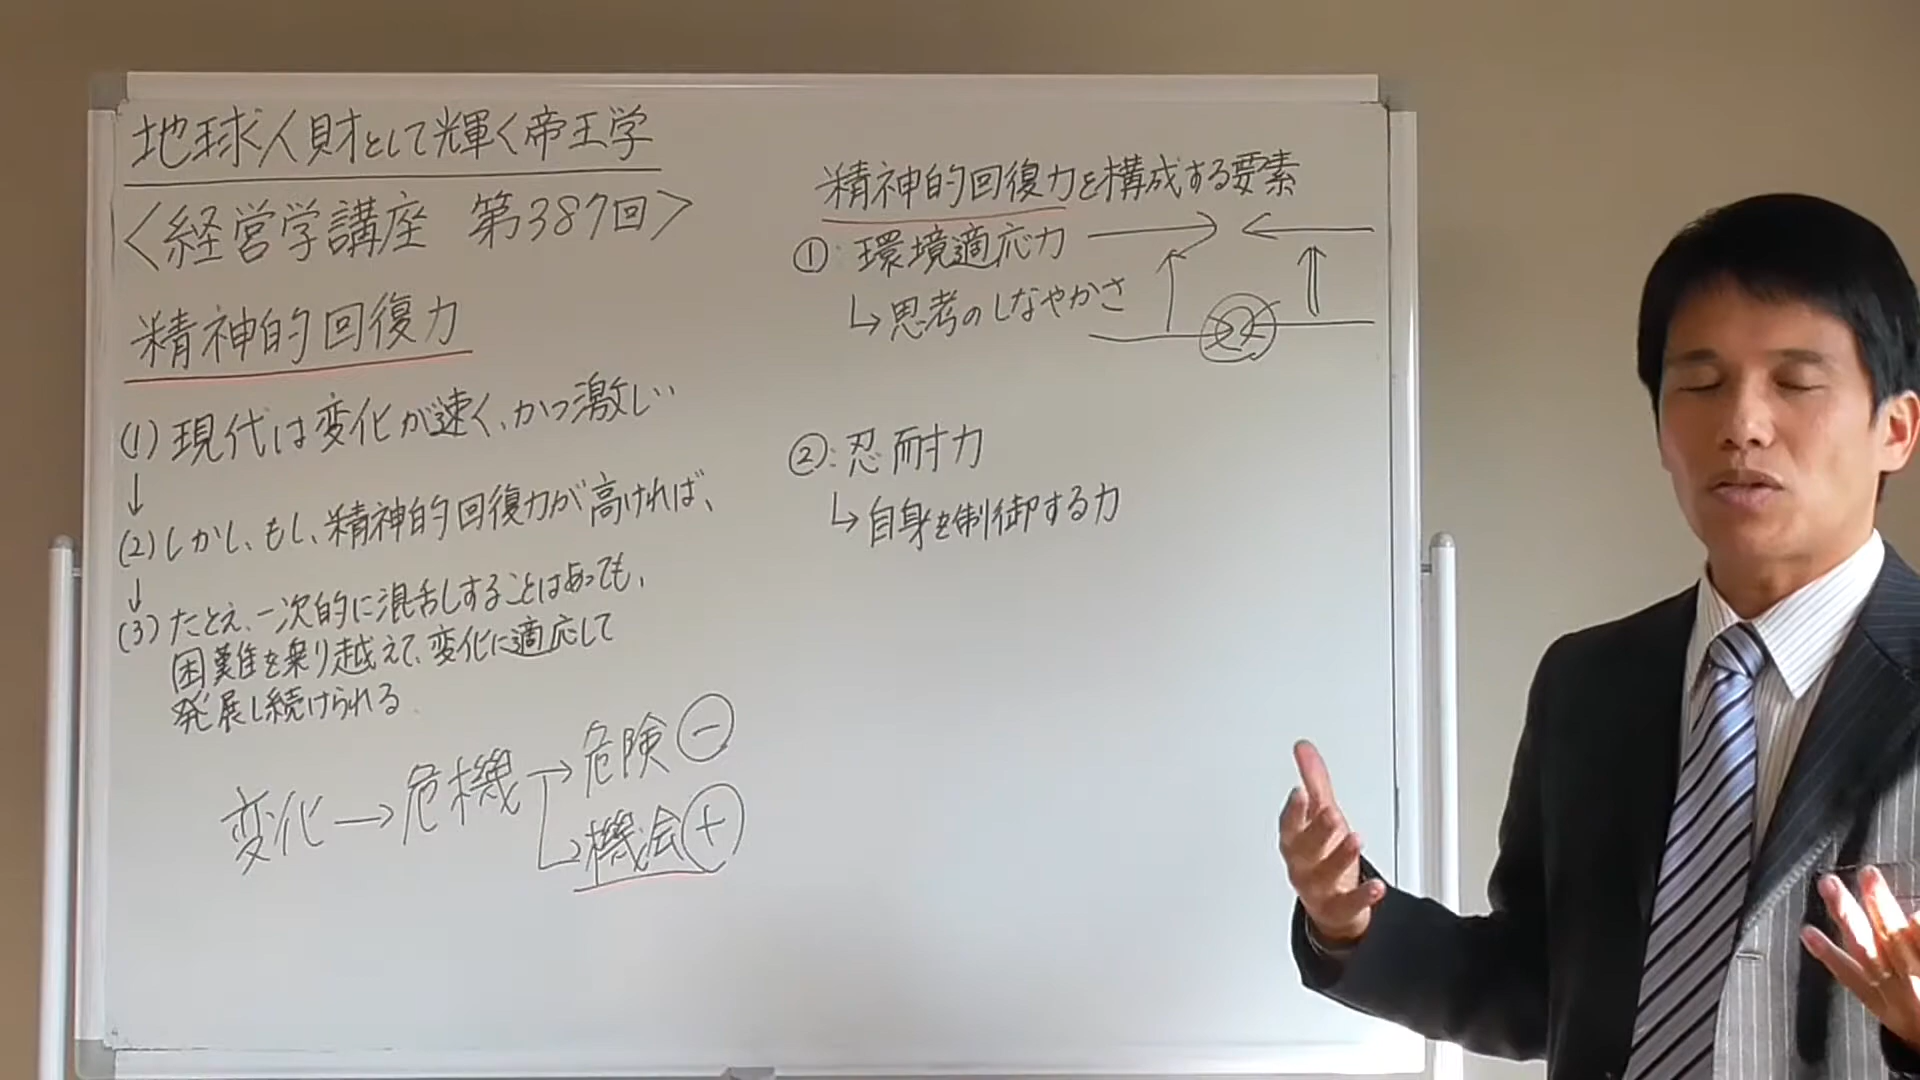 地球人財として輝く帝王学
〈経営学講座 第387回〉
精神的回復力
(1)現代は変化が速く、かつ激しい
↓
(2)しかし、もし、精神的回復力が高ければ、
↓
(3)たとえ、一次的に混乱しすることはあっても、
困難を乗り越えて、変化に適応して
発展し続けられる
変化→危機→危険⊖
↳機会⊕
精神的回復力を構成する要素
①:環境適応力
↳思考のしなやかさ
②:忍耐力
↳自身を制御する力